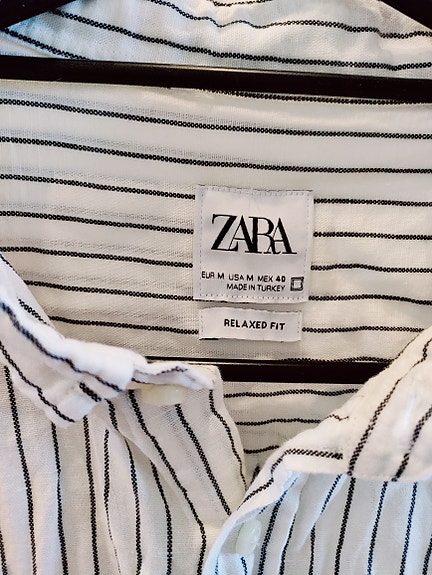 ZARA
EUR M USA M MEX 40
MADE IN TURKEY
RELAXED FIT